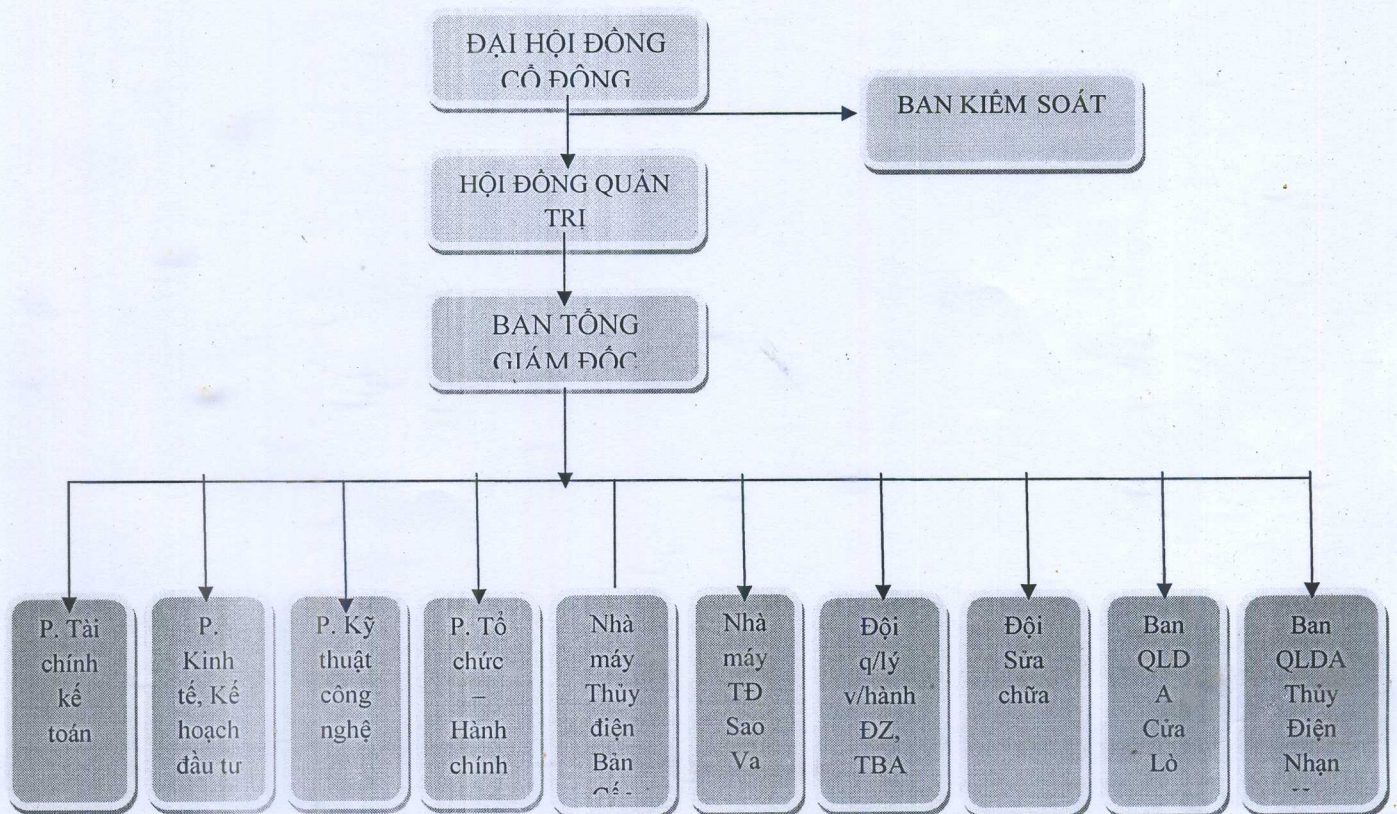 ĐẠI HỘI ĐỒNG
CỔ ĐÔNG
BAN KIỂM SOÁT
HỘI ĐỒNG QUẢN
TRỊ
BAN TỔNG
GIÁM ĐỐC
P. Tài
chính
kế
toán
P.
Kinh
tế, Kế
hoạch
đầu tư
P. Kỹ
thuật
công
nghệ
P. Tổ
chức
–
Hành
chính
Nhà
máy
Thủy
điện
Bản
Nhà
máy
TĐ
Sao
Va
Đội
q/lý
v/hành
ĐZ,
TBA
Đội
Sửa
chữa
Ban
QLD
A
Cửa
Lò
Ban
QLDA
Thủy
Điện
Nhạn